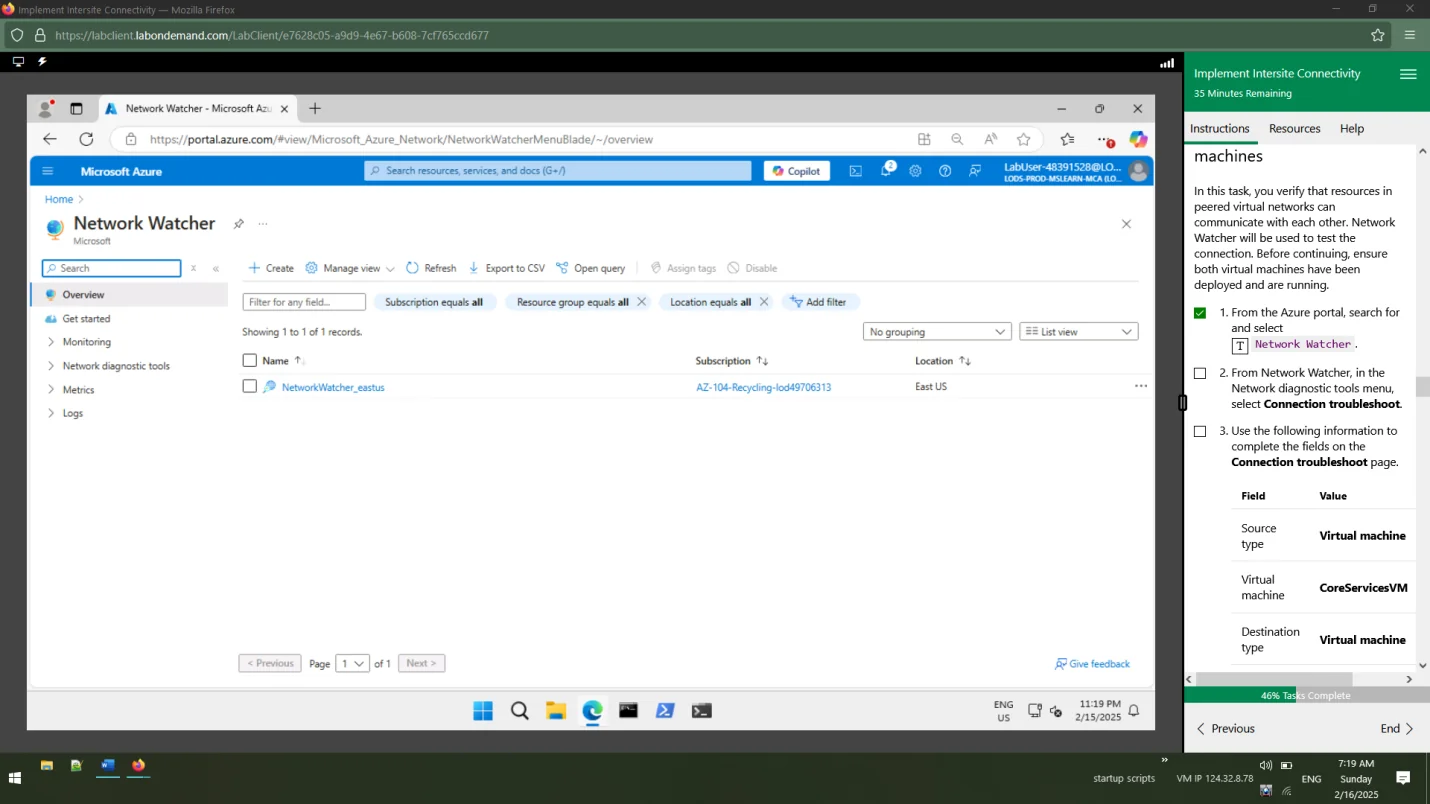 Implement Intersite Connectivity — Mozilla Firefox
https://labclient.labondemand.com/LabClient/e7628c05-a9d9-4e67-b608-7cf765ccd677
Network Watcher - Microsoft Azu
https://portal.azure.com/#view/Microsoft_Azure_Network/NetworkWatcherMenuBlade/~/overview
Microsoft Azure
Search resources, services, and docs (G+/)
Copilot
2
LabUser-48391528@LO...
LODS-PROD-MSLEARN-MCA (LO...
Home
Network Watcher
Microsoft
Search
Create
Manage view
Refresh
Export to CSV
Open query
Assign tags
Disable
Overview
Get started
Monitoring
Network diagnostic tools
Metrics
Logs
Filter for any field...
Subscription equals all
Resource group equals all
Location equals all
Add filter
Showing 1 to 1 of 1 records.
No grouping
List view
Name
Subscription
Location
NetworkWatcher_eastus
AZ-104-Recycling-lod49706313
East US
< Previous
Page
1
of 1
Next >
Give feedback
ENG
US
11:19 PM
2/15/2025
Implement Intersite Connectivity
35 Minutes Remaining
Instructions
Resources
Help
machines
In this task, you verify that resources in
peered virtual networks can
communicate with each other. Network
Watcher will be used to test the
connection. Before continuing, ensure
both virtual machines have been
deployed and are running.
1. From the Azure portal, search for
and select
T Network Watcher.
2. From Network Watcher, in the
Network diagnostic tools menu,
select Connection troubleshoot.
3. Use the following information to
complete the fields on the
Connection troubleshoot page.
Field
Value
Source
type
Virtual machine
Virtual
machine
CoreServicesVM
Destination
type
Virtual machine
46% Tasks Complete
Previous
End
startup scripts
VM IP 124.32.8.78
ENG
7:19 AM
Sunday
2/16/2025